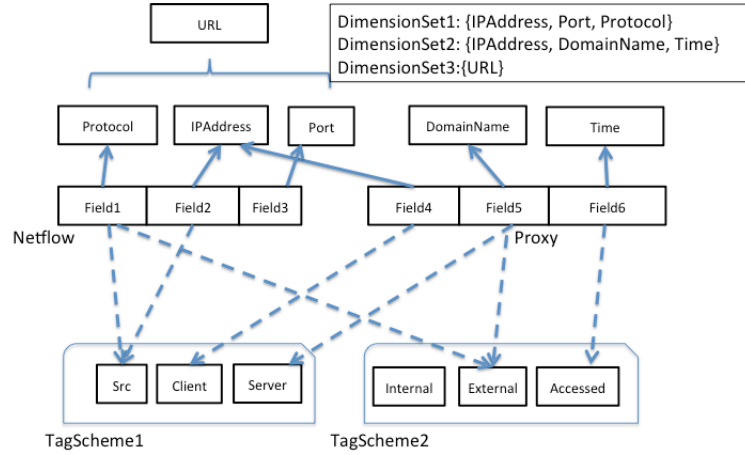 URL
DimensionSet1: {IPAddress, Port, Protocol}
DimensionSet2: {IPAddress, DomainName, Time}
DimensionSet3:{URL}
Protocol
IPAddress
Port
DomainName
Time
Field1
Field2
Field3
Field4
Field5
Field6
Netflow
Proxy
Src
Client
Server
Internal
External
Accessed
TagScheme1
TagScheme2